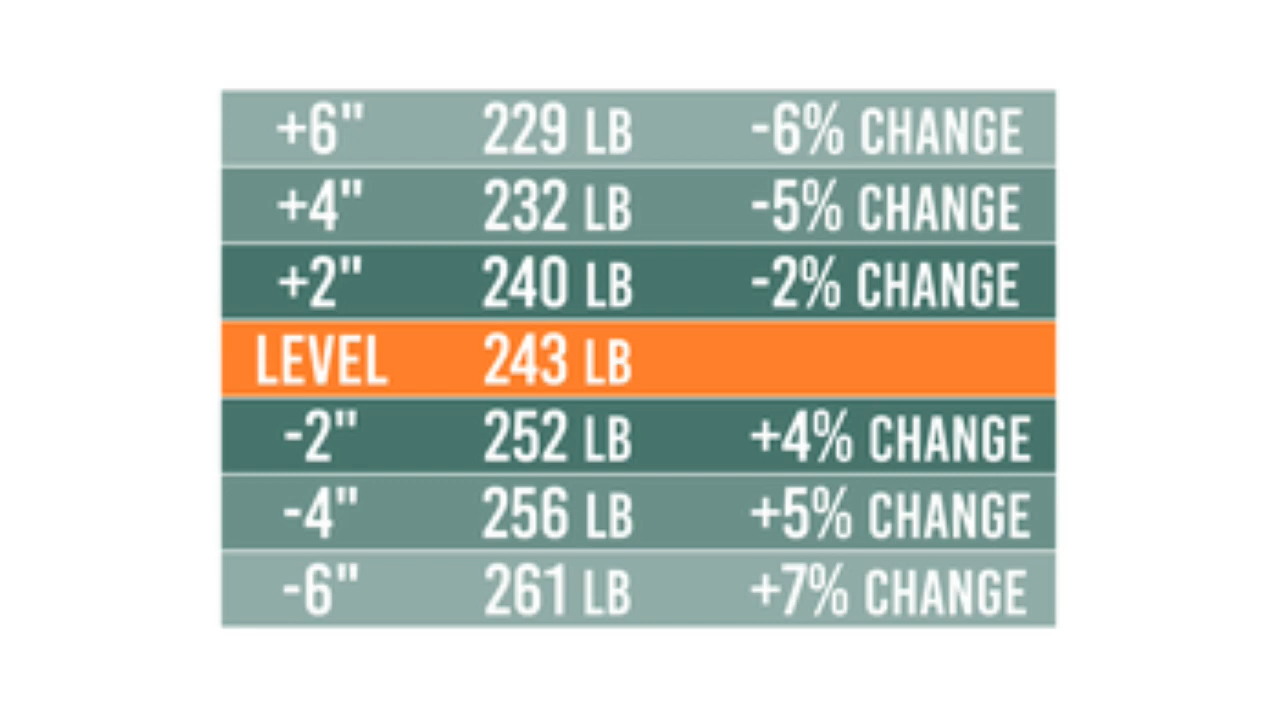 +6" 229 LB -6% CHANGE
+4" 232 LB -5% CHANGE
+2" 240 LB -2% CHANGE
LEVEL 243 LB
-2" 252 LB +4% CHANGE
-4" 256 LB +5% CHANGE
-6" 261 LB +7% CHANGE